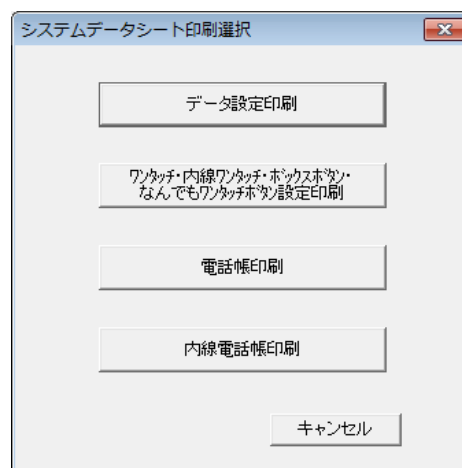 システムデータシート印刷選択
データ設定印刷
ﾜﾝﾀｯﾁ・内線ﾜﾝﾀｯﾁ・ﾎﾞｯｸｽﾎﾞﾀﾝ・
なんでもﾜﾝﾀｯﾁﾎﾞﾀﾝ設定印刷
電話帳印刷
内線電話帳印刷
キャンセル